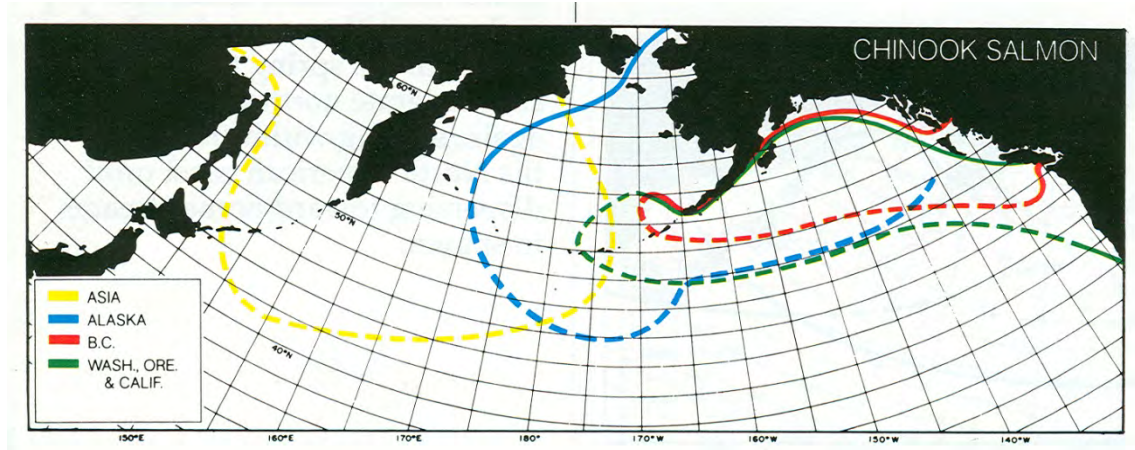 CHINOOK SALMON
60°N
50°N
40°N
ASIA
ALASKA
B.C.
WASH., ORE.
& CALIF.
150°E
160°E
170°E
180°
170°W
160°W
150°W
140°W